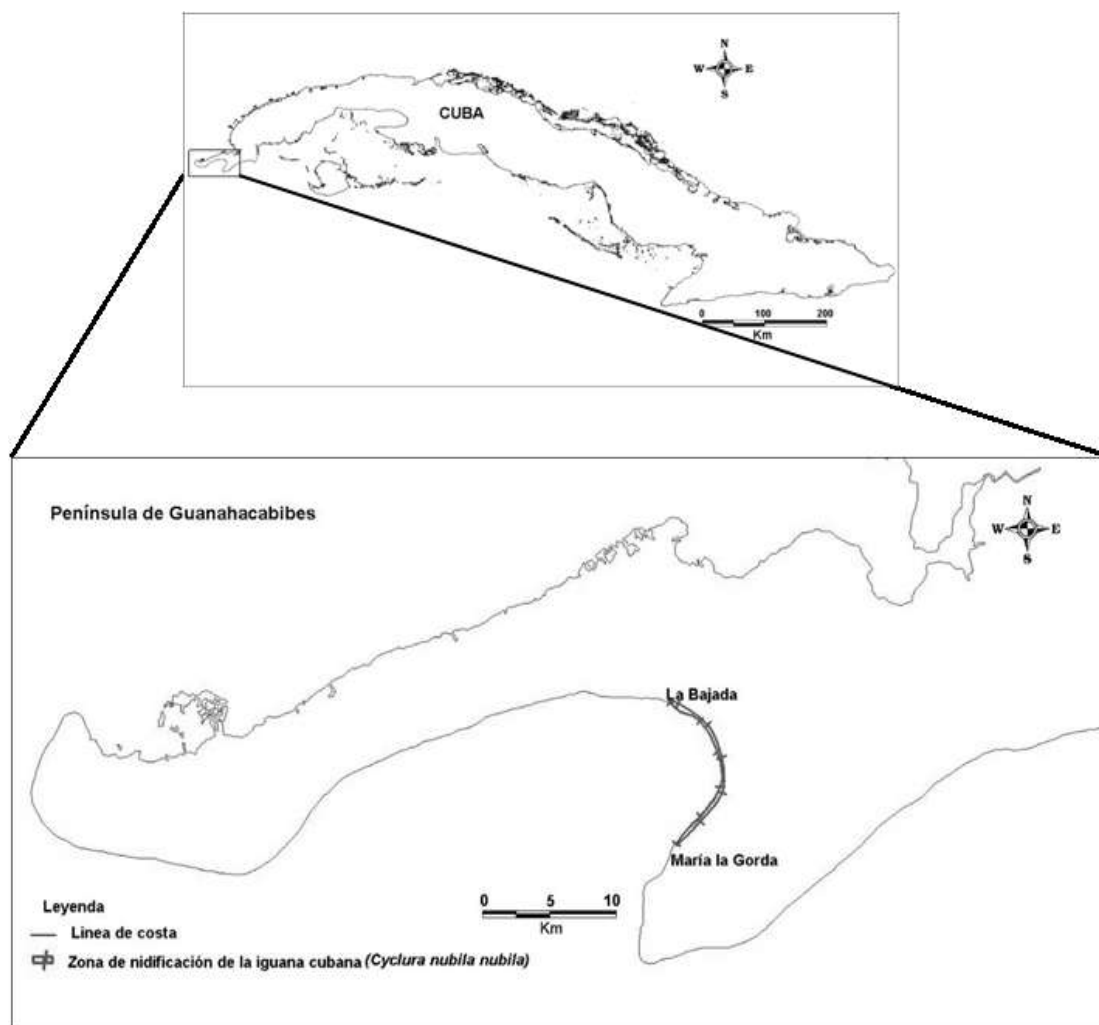 N
W E
S
CUBA
0 100 200
Km
Península de Guanahacabibes
N
W E
S
La Bajada
María la Gorda
0 5 10
Km
Leyenda
Linea de costa
Zona de nidificación de la iguana cubana (Cyclura nubila nubila)